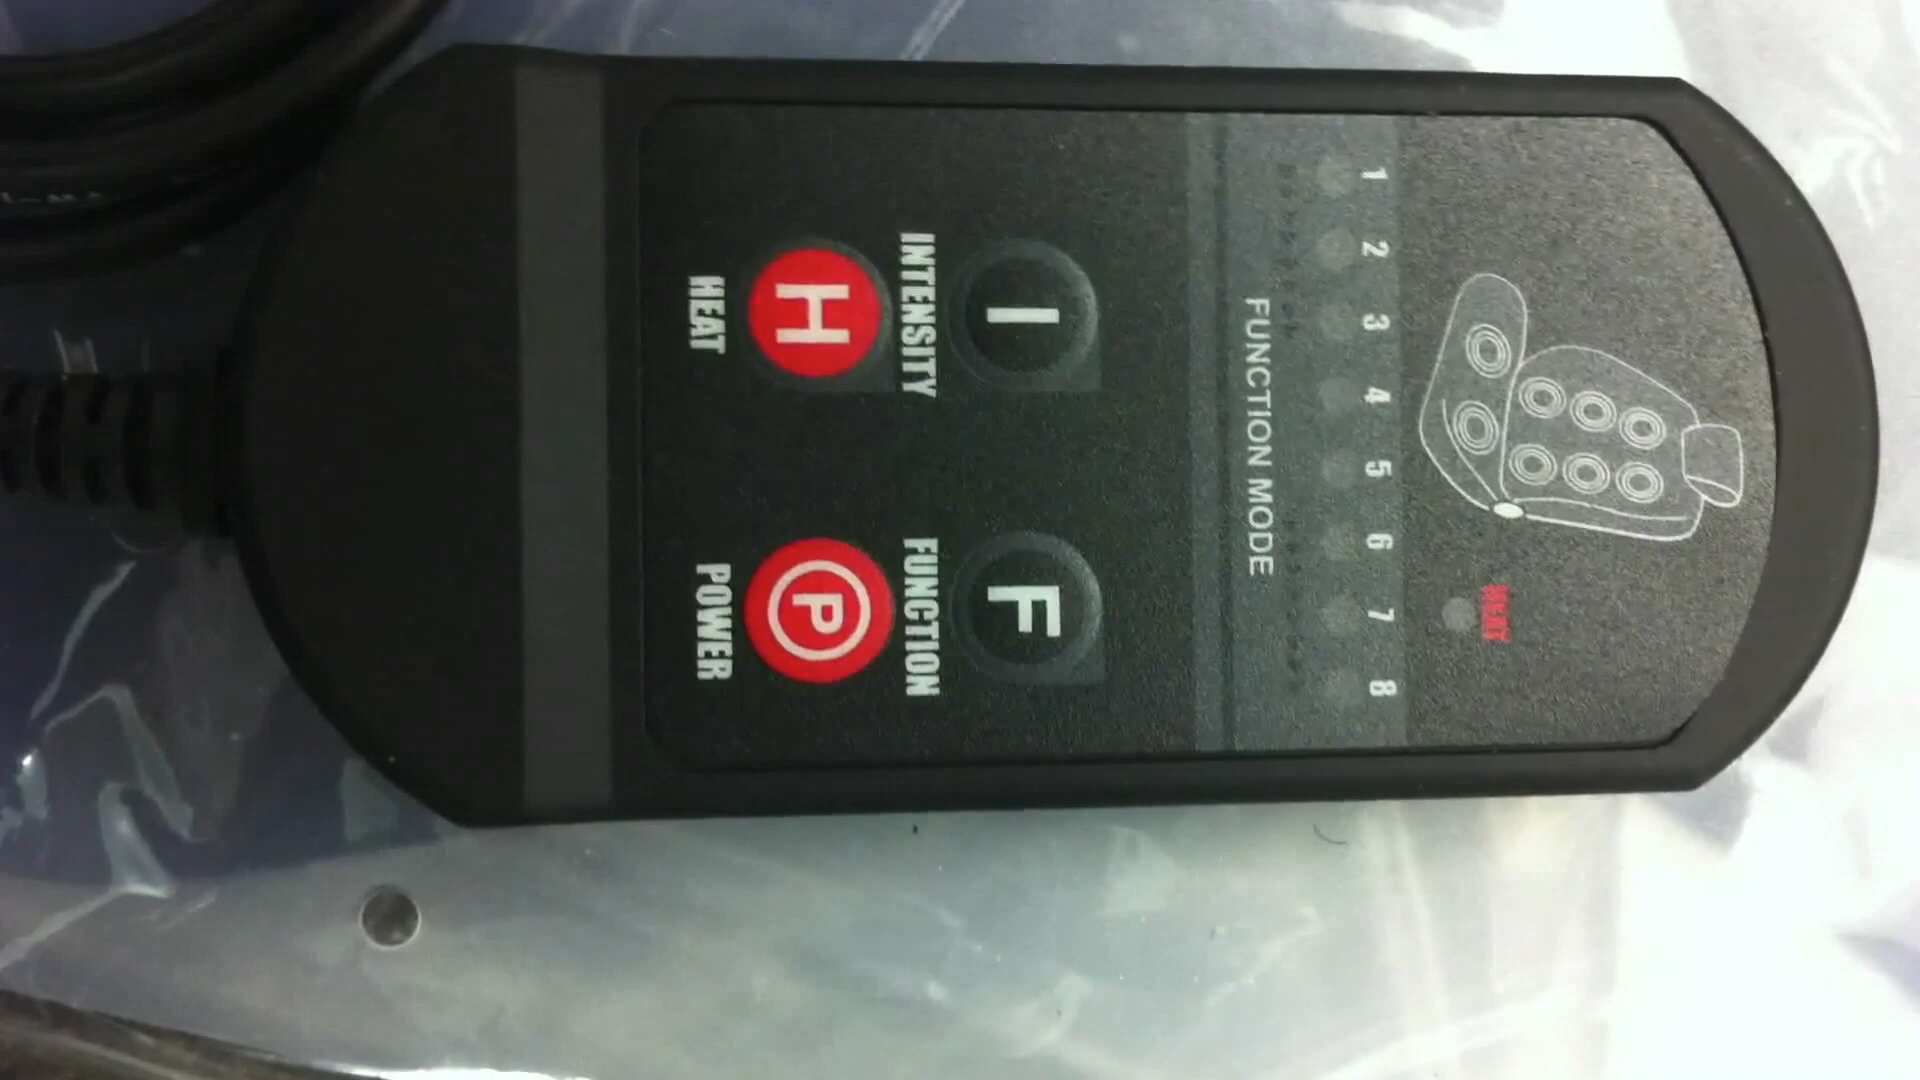 HEAT
1 2 3 4 5 6 7 8
FUNCTION MODE
I F
INTENSITY FUNCTION
H P
HEAT POWER